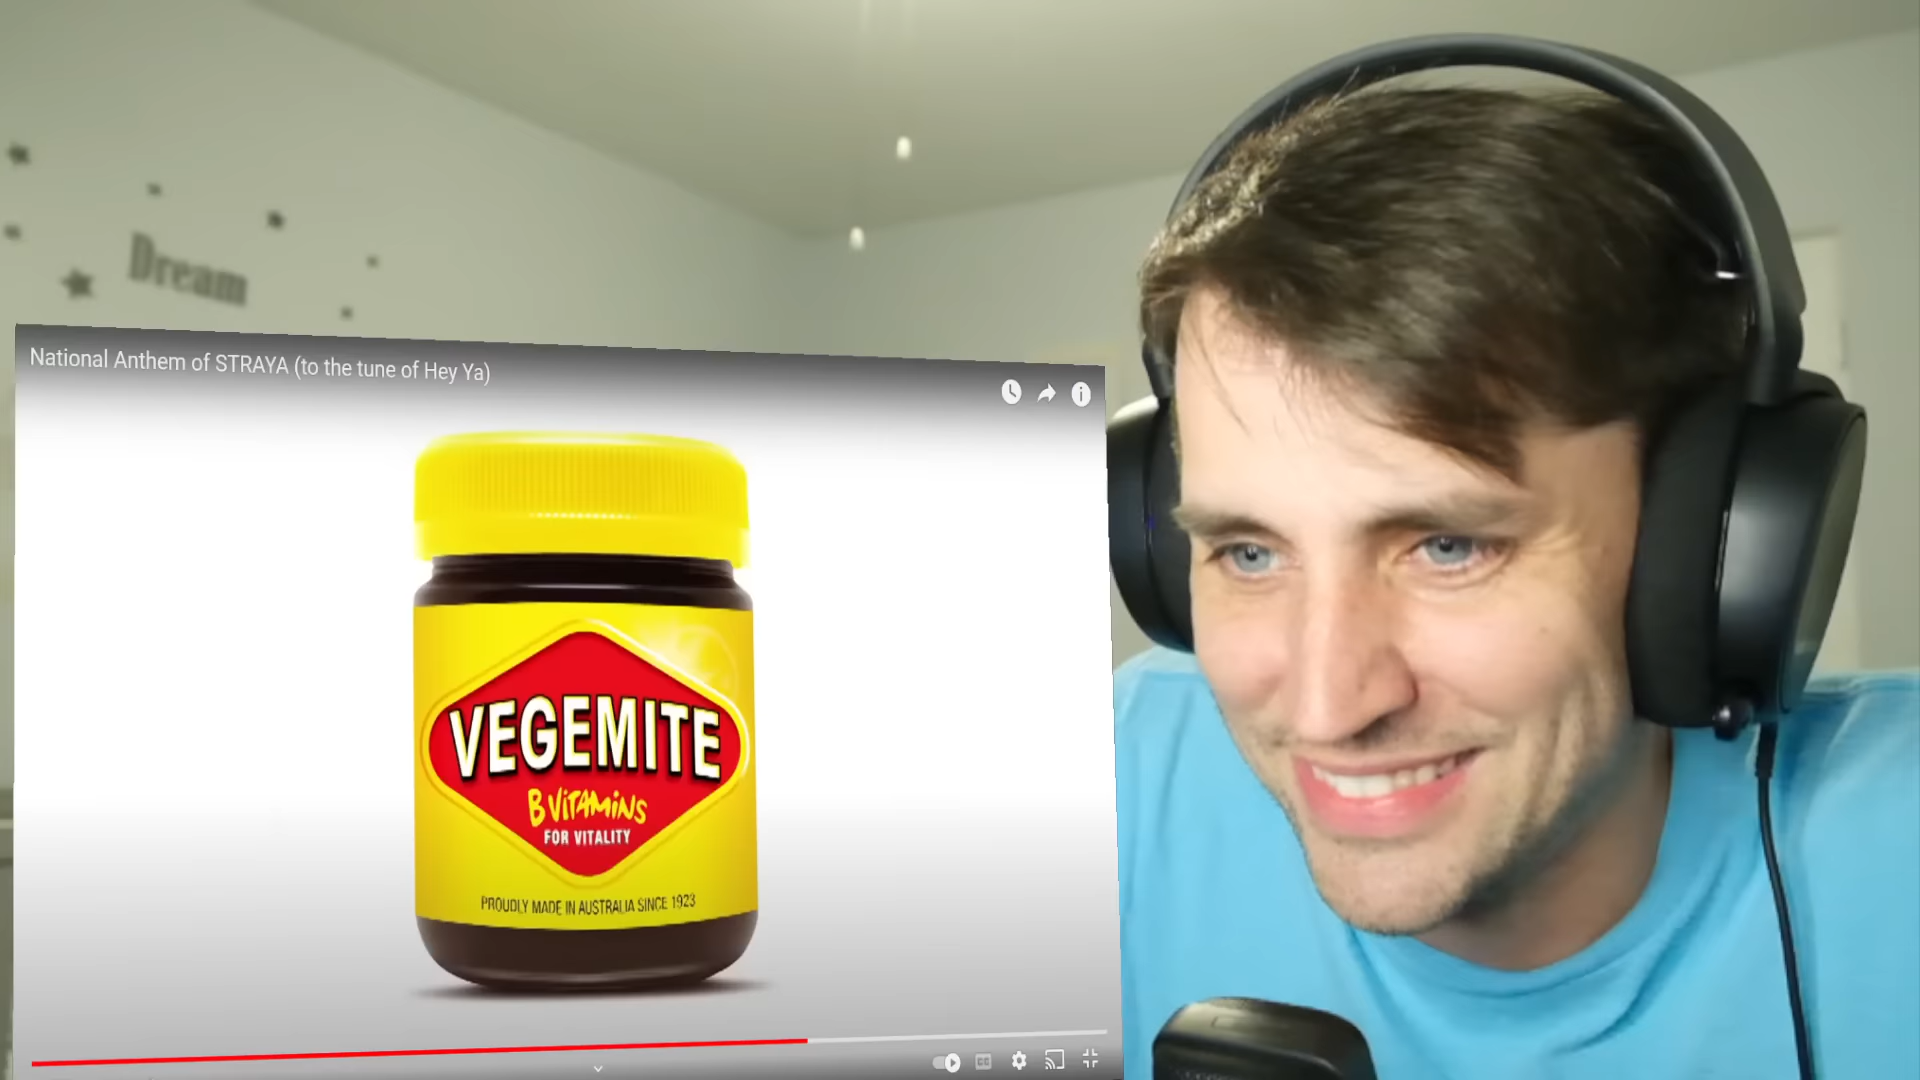 Dream
National Anthem of STRAYA (to the tune of Hey Ya)
VEGEMITE
B ViTAMiNS
FOR VITALITY
PROUDLY MADE IN AUSTRALIA SINCE 1923
CC